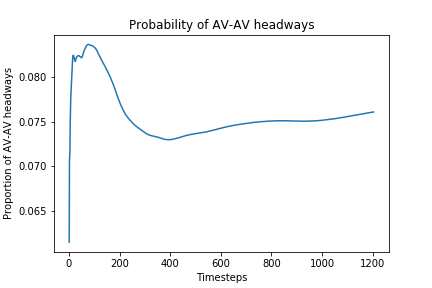 Probability of AV-AV headways
Proportion of AV-AV headways
0.080
0.075
0.070
0.065
0 200 400 600 800 1000 1200
Timesteps